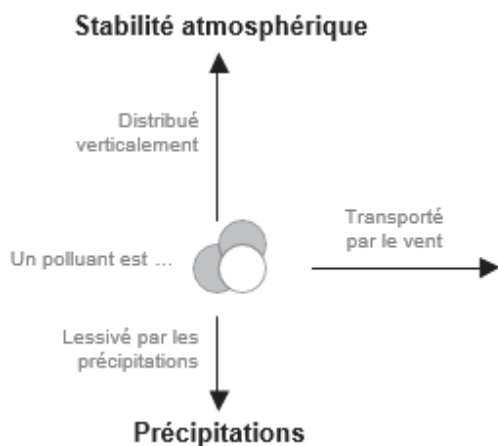 Stabilité atmosphérique
Distribué
verticalement
Transporté
par le vent
Un polluant est ...
Lessivé par les
précipitations
Précipitations